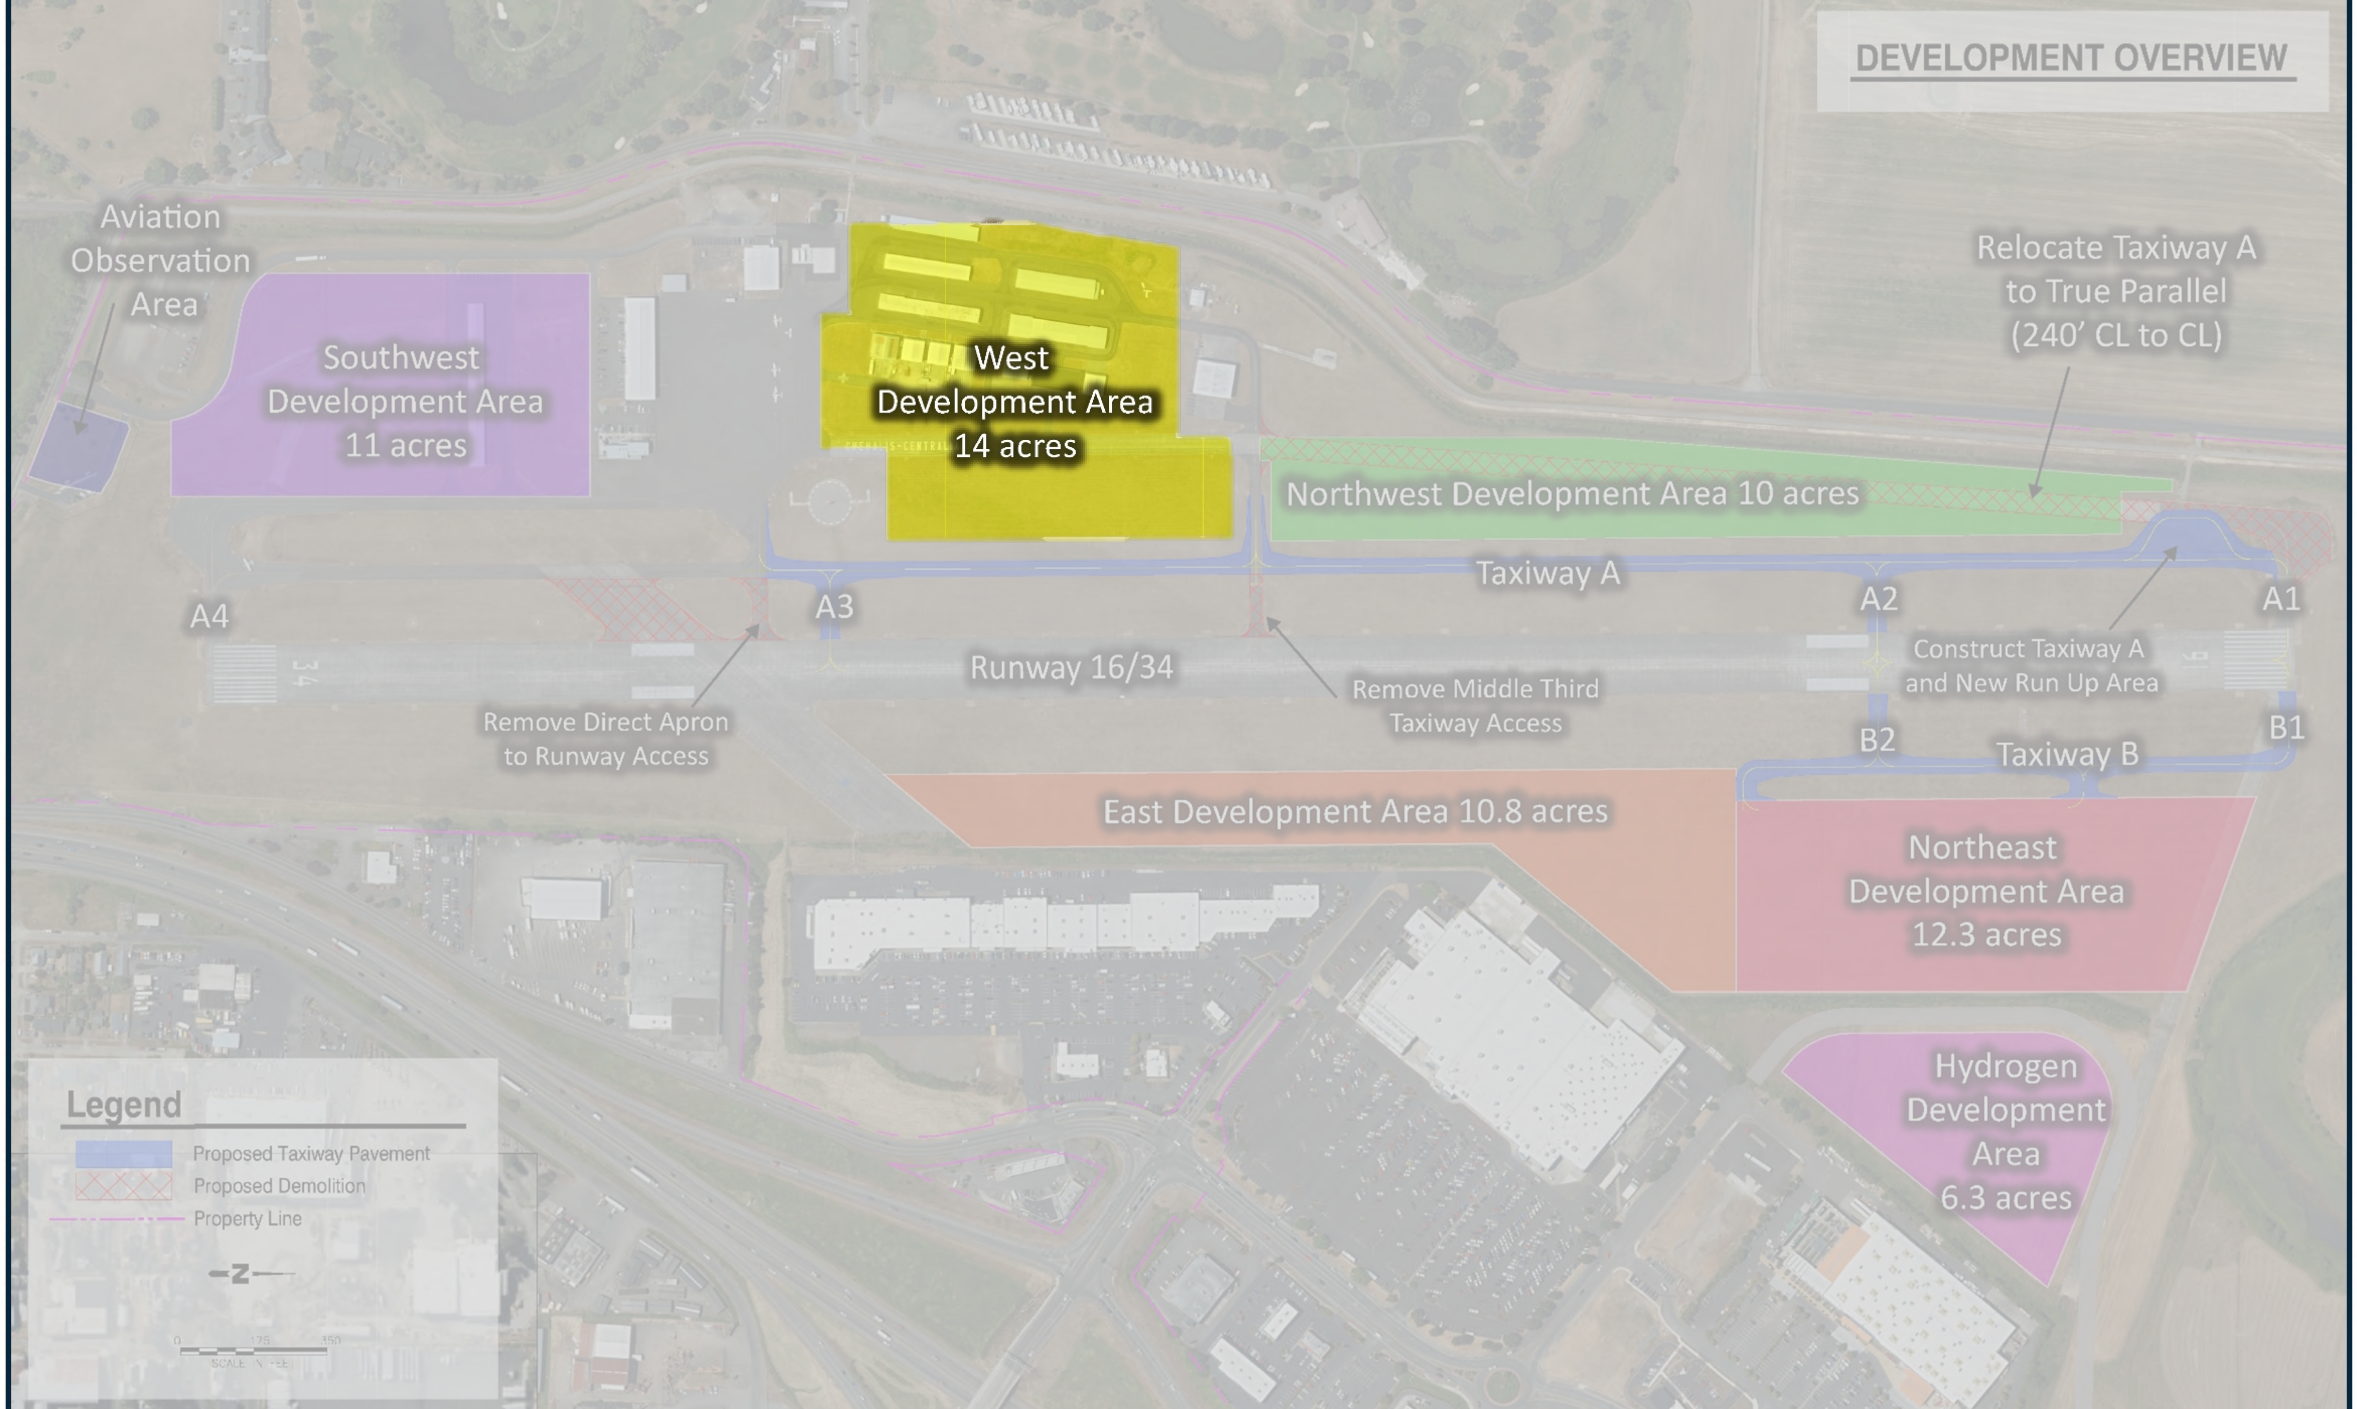 DEVELOPMENT OVERVIEW
Aviation
Observation
Area
Southwest
Development Area
11 acres
West
Development Area
14 acres
Relocate Taxiway A
to True Parallel
(240’ CL to CL)
Northwest Development Area 10 acres
Taxiway A
A4
A3
A2
A1
34
Runway 16/34
Construct Taxiway A
and New Run Up Area
Remove Direct Apron
to Runway Access
Remove Middle Third
Taxiway Access
B2
Taxiway B
B1
East Development Area 10.8 acres
Northeast
Development Area
12.3 acres
Hydrogen
Development
Area
6.3 acres
Legend
Proposed Taxiway Pavement
Proposed Demolition
Property Line
N
0 175 350